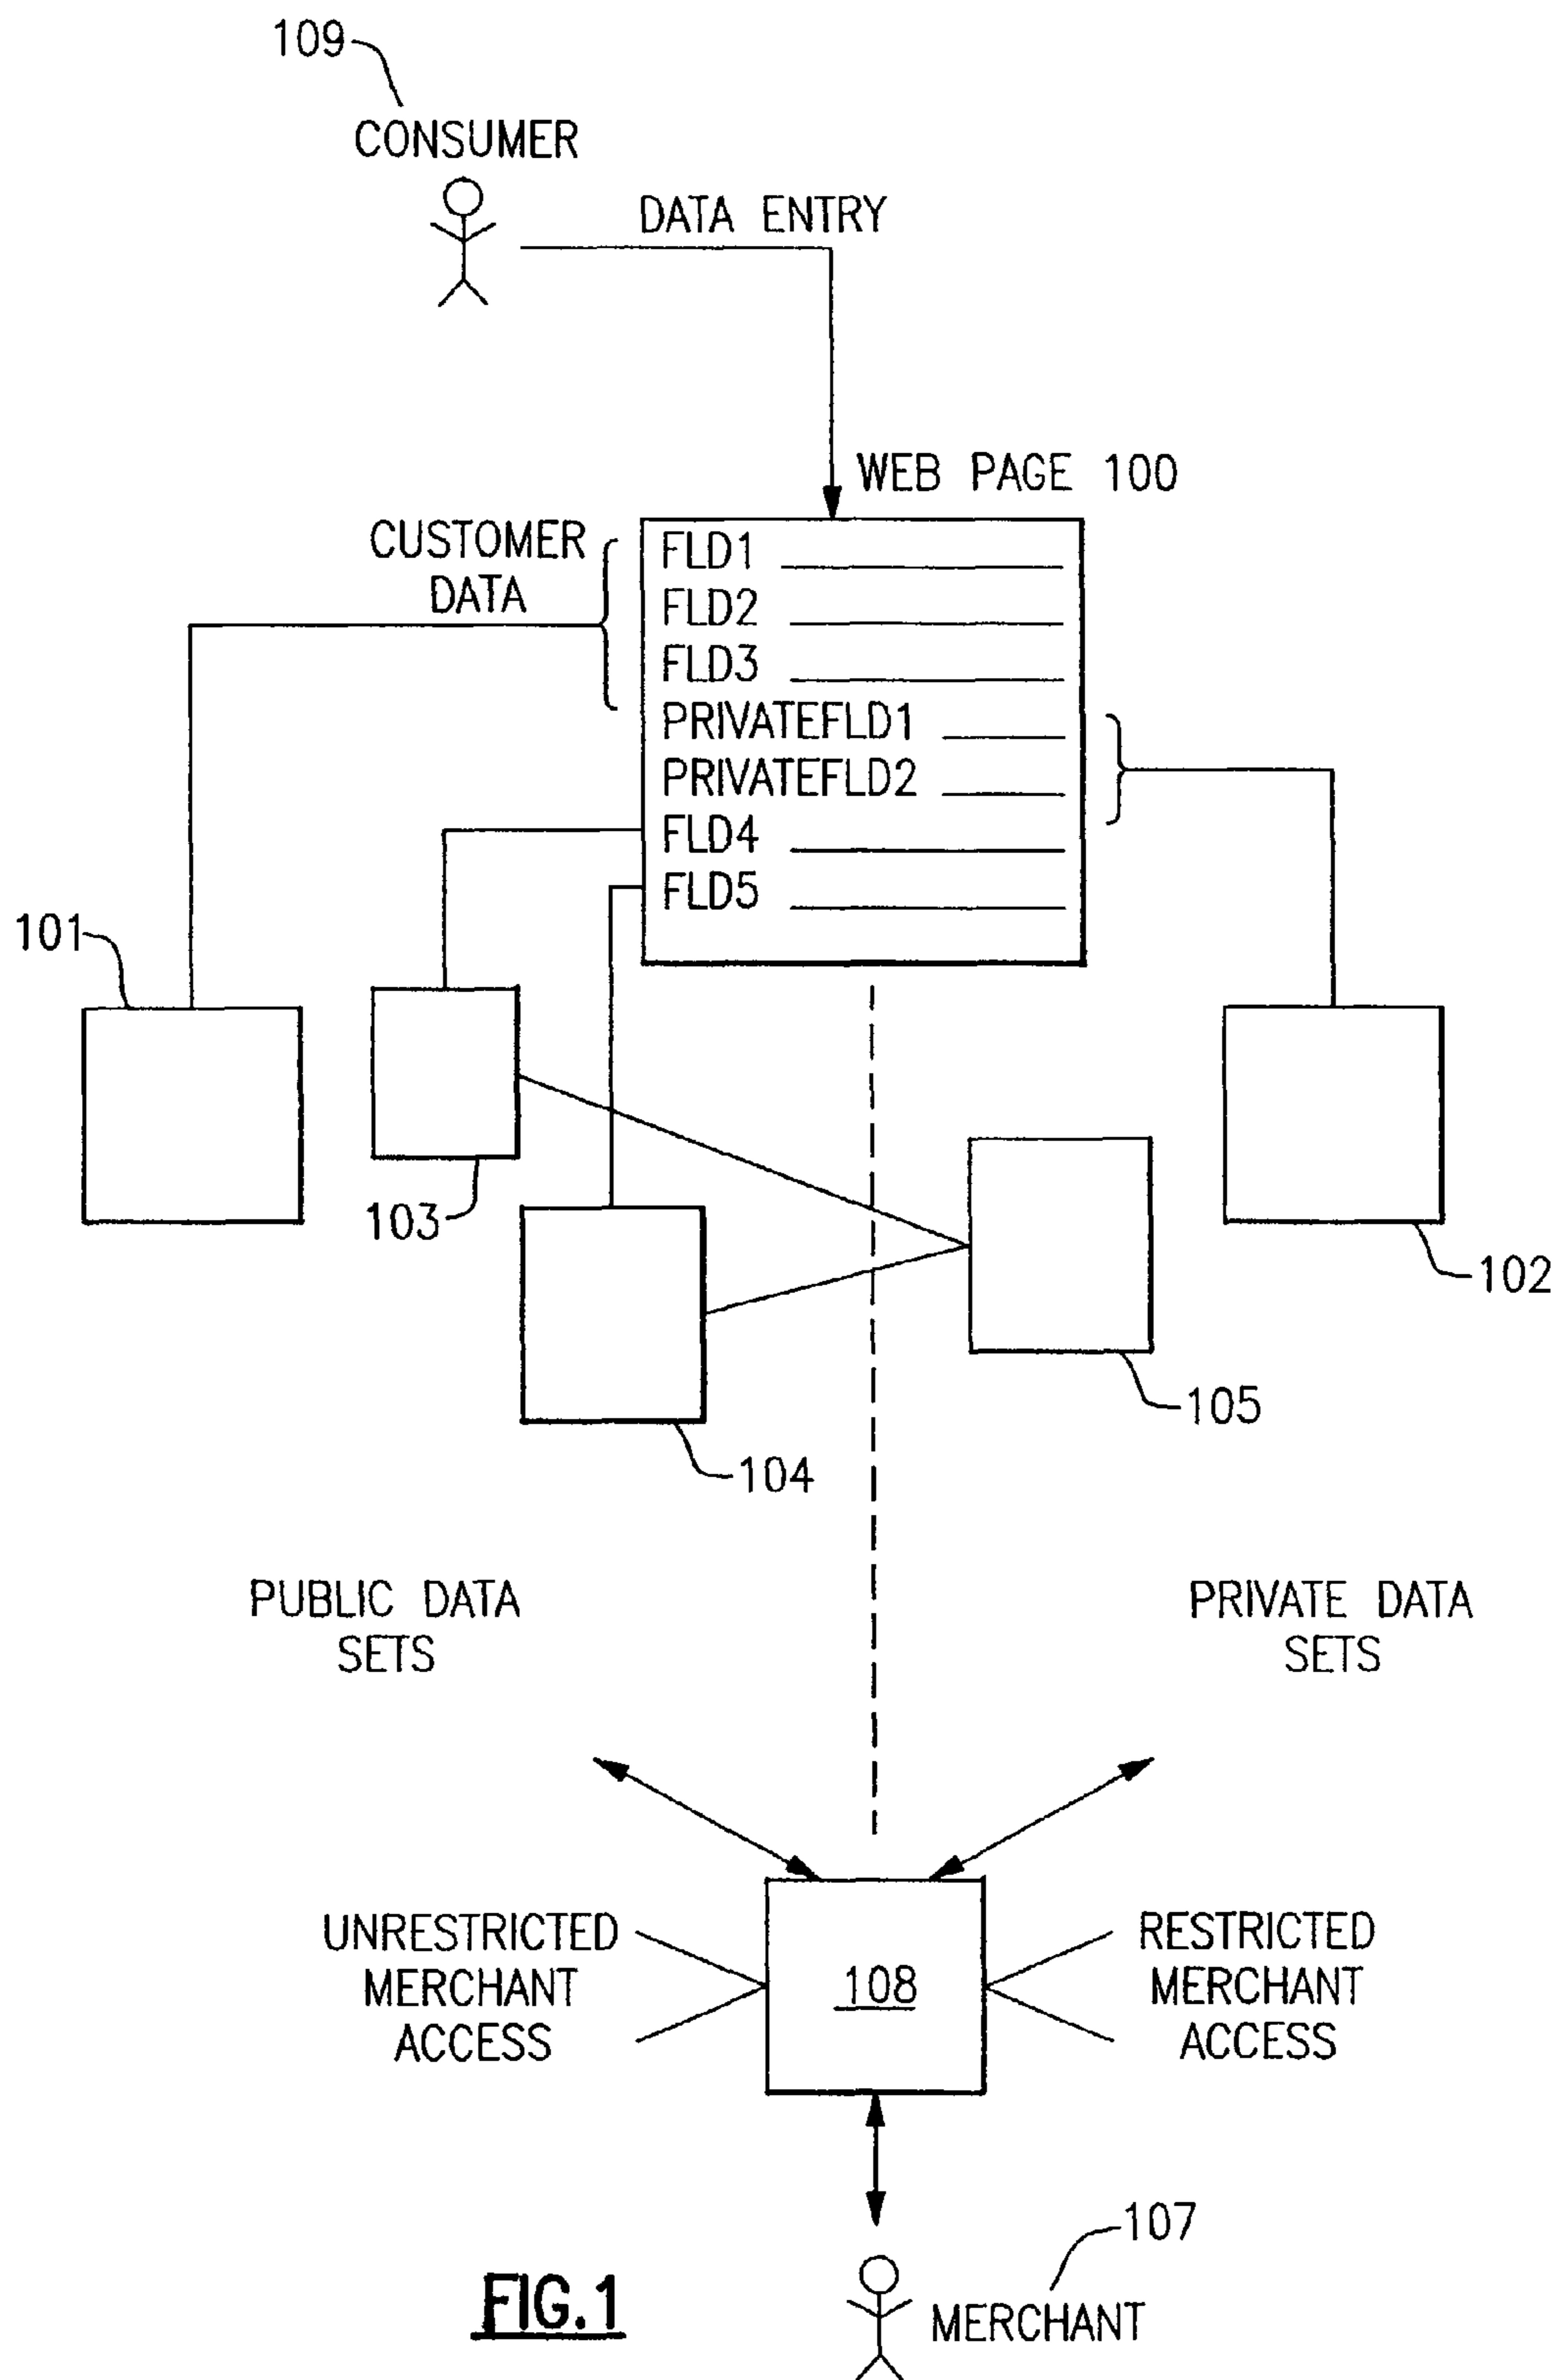 109
CONSUMER
DATA ENTRY
WEB PAGE 100
CUSTOMER
DATA
FLD1
FLD2
FLD3
PRIVATEFLD1
PRIVATEFLD2
FLD4
FLD5
101
103
102
105
104
PUBLIC DATA
SETS
PRIVATE DATA
SETS
UNRESTRICTED
MERCHANT
ACCESS
108
RESTRICTED
MERCHANT
ACCESS
107
MERCHANT
FIG.1